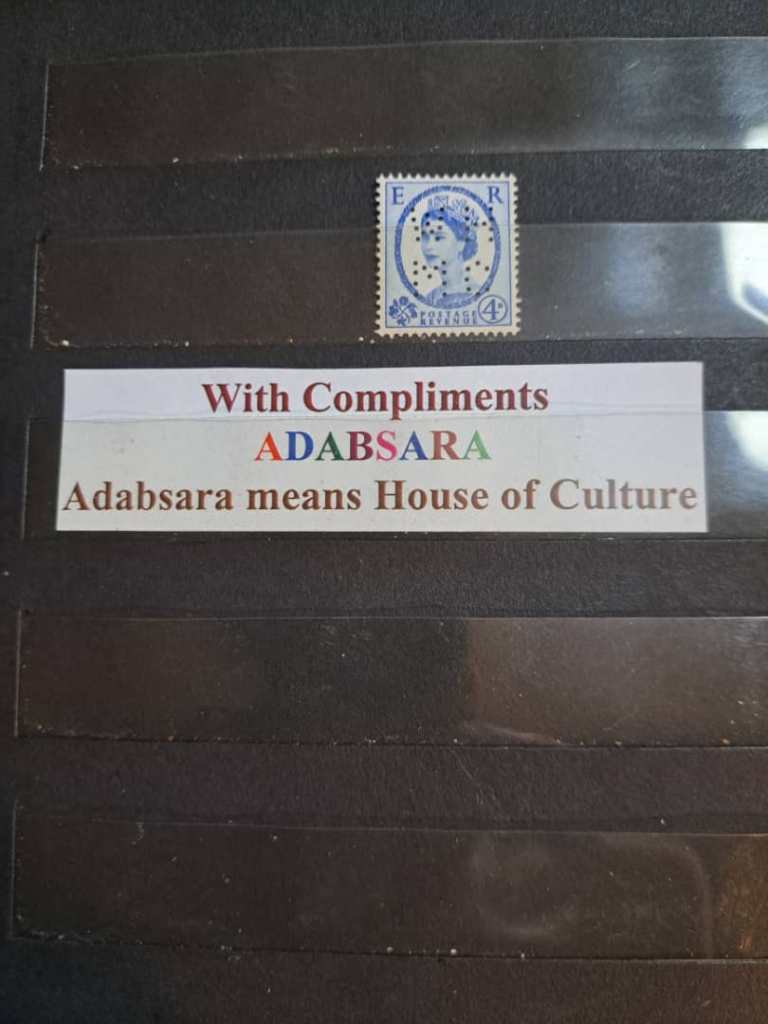 E R
POSTAGE
REVENUE 4D
With Compliments
ADABSARA
Adabsara means House of Culture